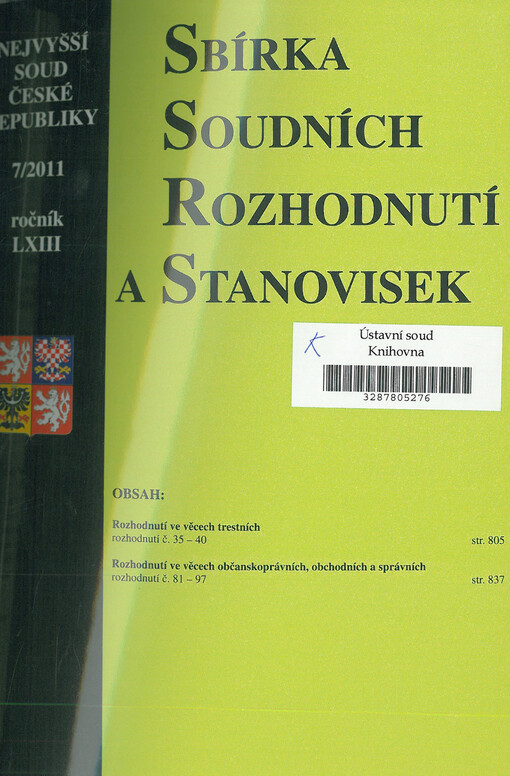 NEJVYŠŠÍ
SOUD
ČESKÉ
EPUBLIKY
7/2011
ročník
LXIII
SBÍRKA
SOUDNÍCH
ROZHODNUTÍ
A STANOVISEK
K
Ústavní soud
Knihovna
3287805276
OBSAH:
Rozhodnutí ve věcech trestních
rozhodnutí č. 35 – 40 str. 805
Rozhodnutí ve věcech občanskoprávních, obchodních a správních
rozhodnutí č. 81 – 97 str. 837